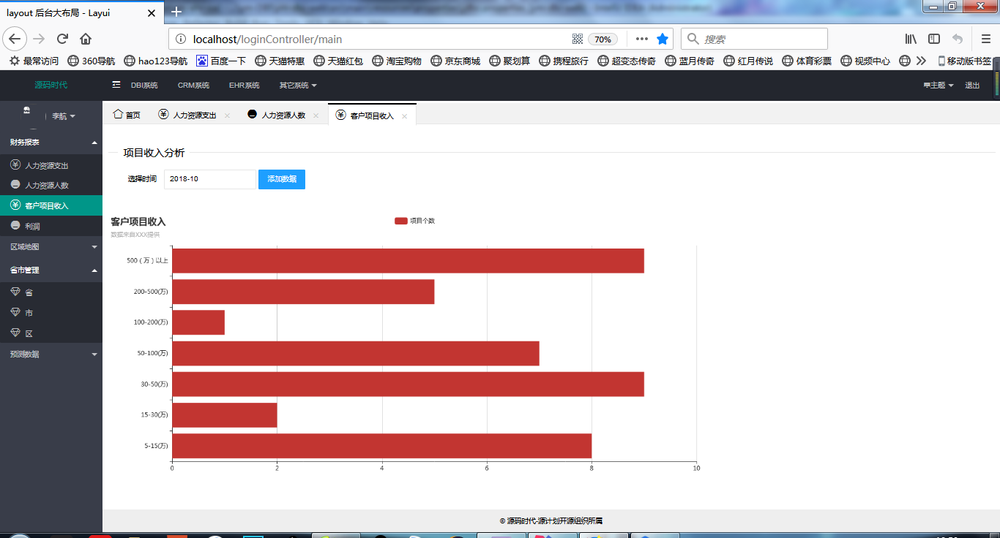 layout 后台大布局 - Layui
localhost/loginController/main
70%
搜索
最常访问 360导航 hao123导航 百度一下 天猫特惠 天猫红包 淘宝购物 京东商城 聚划算 携程旅行 超变态传奇 蓝月传奇 红月传说 体育彩票 视频中心 移动版书签
源码时代 DBI系统 CRM系统 EHR系统 其它系统 主题 退出
李航
财务报表
人力资源支出
人力资源人数
客户项目收入
利润
区域地图
省市管理
省
市
区
预测数据
首页 人力资源支出 人力资源人数 客户项目收入
项目收入分析
选择时间 2018-10 添加数据
客户项目收入
数据来自XXX提供
项目个数
500（万）以上
200-500(万)
100-200(万)
50-100(万)
30-50(万)
15-30(万)
5-15(万)
0 2 4 6 8 10
© 源码时代-源计划开源组织所属